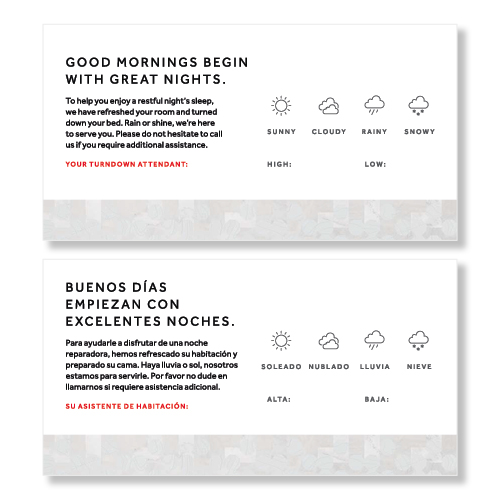 GOOD MORNINGS BEGIN
WITH GREAT NIGHTS.
To help you enjoy a restful night's sleep,
we have refreshed your room and turned
down your bed. Rain or shine, we're here
to serve you. Please do not hesitate to call
us if you require additional assistance.
YOUR TURNDOWN ATTENDANT:
SUNNY CLOUDY RAINY SNOWY
HIGH: LOW:
BUENOS DÍAS
EMPIEZAN CON
EXCELENTES NOCHES.
Para ayudarle a disfrutar de una noche
reparadora, hemos refrescado su habitación y
preparado su cama. Haya lluvia o sol, nosotros
estamos para servirle. Por favor no dude en
llamarnos si requiere asistencia adicional.
SU ASISTENTE DE HABITACIÓN:
SOLEADO NUBLADO LLUVIA NIEVE
ALTA: BAJA: